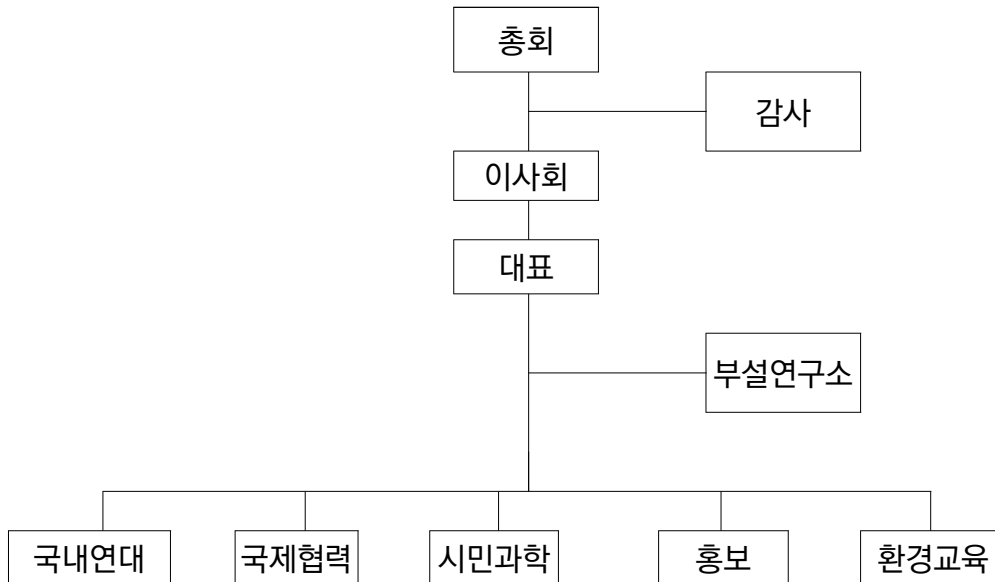 총회
감사
이사회
대표
부설연구소
국내연대
국제협력
시민과학
홍보
환경교육